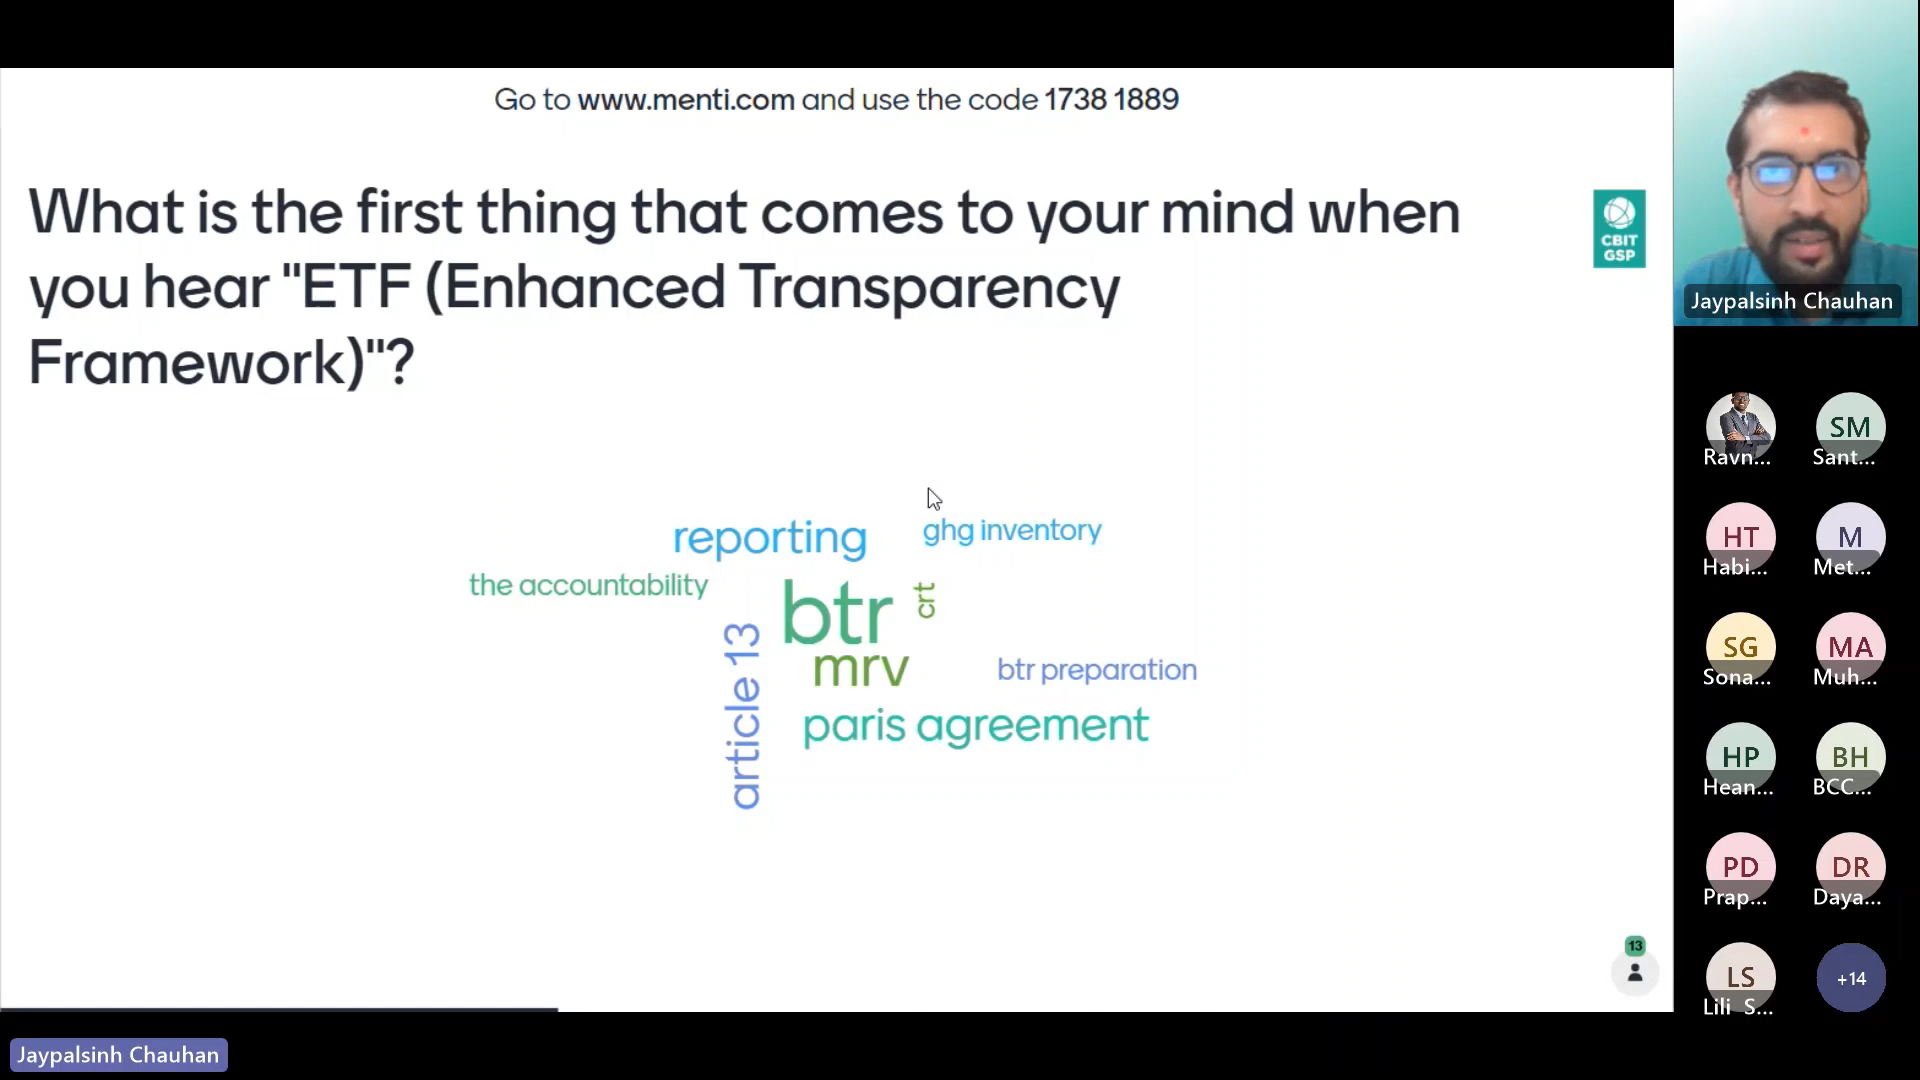 Go to www.menti.com and use the code 1738 1889
What is the first thing that comes to your mind when
you hear "ETF (Enhanced Transparency
Framework)"?
CBIT
GSP
reporting
ghg inventory
the accountability
btr
crt
article 13
mrv
btr preparation
paris agreement
13
Jaypalsinh Chauhan
Ravn...
SM
Sant...
HT
Habi...
M
Met...
SG
Sona...
MA
Muh...
HP
Hean...
BH
BCC...
PD
Prap...
DR
Daya...
LS
Lili S...
+14
Jaypalsinh Chauhan